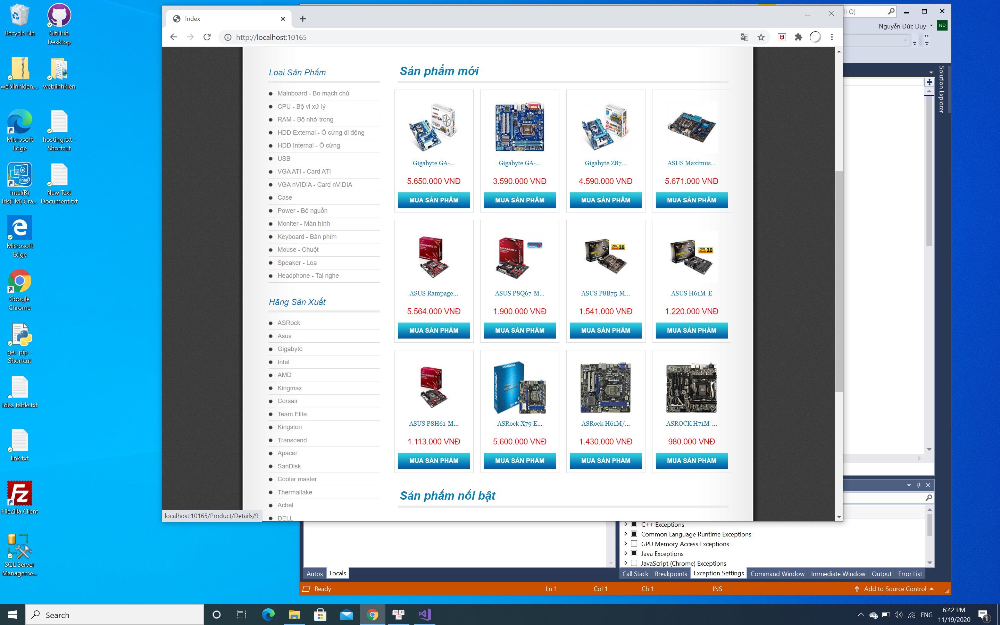 Recycle Bin
GitHub
Desktop
weblinhkien....
weblinhkien
Microsoft
Edge
hosting.txt -
Shortcut
Intel(R)
Iris(TM) Gra...
New Text
Document.txt
Microsoft
Edge
Google
Chrome
get-pip -
Shortcut
Idea table.txt
link.txt
FileZilla Client
SQL Server
Manageme...
Index
http://localhost:10165
+Q)
Nguyễn Đức Duy
ND
Solution Explorer
Loại Sản Phẩm
Mainboard - Bo mạch chủ
CPU - Bộ vi xử lý
RAM - Bộ nhớ trong
HDD External - Ổ cứng di động
HDD Internal - Ổ cứng
USB
VGA ATI - Card ATI
VGA nVIDIA - Card nVIDIA
Case
Power - Bộ nguồn
Moniter - Màn hình
Keyboard - Bàn phím
Mouse - Chuột
Speaker - Loa
Headphone - Tai nghe
Hãng Sản Xuất
ASRock
Asus
Gigabyte
Intel
AMD
Kingmax
Corsair
Team Elite
Kingston
Transcend
Apacer
SanDisk
Cooler master
Thermaltake
Acbel
DELL
Sản phẩm mới
Gigabyte GA-...
Gigabyte GA-...
Gigabyte Z87...
ASUS Maximus...
5.650.000 VNĐ
3.590.000 VNĐ
4.590.000 VNĐ
5.671.000 VNĐ
MUA SẢN PHẨM
MUA SẢN PHẨM
MUA SẢN PHẨM
MUA SẢN PHẨM
ASUS Rampage...
ASUS P8Q67-M...
ASUS P8B75-M...
ASUS H61M-E
5.564.000 VNĐ
1.900.000 VNĐ
1.541.000 VNĐ
1.220.000 VNĐ
MUA SẢN PHẨM
MUA SẢN PHẨM
MUA SẢN PHẨM
MUA SẢN PHẨM
ASUS P8H61-M...
ASRock X79 E...
ASRock H61M/...
ASROCK H71M-...
1.113.000 VNĐ
5.600.000 VNĐ
1.430.000 VNĐ
980.000 VNĐ
MUA SẢN PHẨM
MUA SẢN PHẨM
MUA SẢN PHẨM
MUA SẢN PHẨM
Sản phẩm nổi bật
localhost:10165/Product/Details/9
C++ Exceptions
Common Language Runtime Exceptions
GPU Memory Access Exceptions
Java Exceptions
JavaScript (Chrome) Exceptions
Autos
Locals
Call Stack
Breakpoints
Exception Settings
Command Window
Immediate Window
Output
Error List
Ready
Ln 1
Col 1
Ch 1
INS
Add to Source Control
Search
ENG
6:42 PM
11/19/2020
1